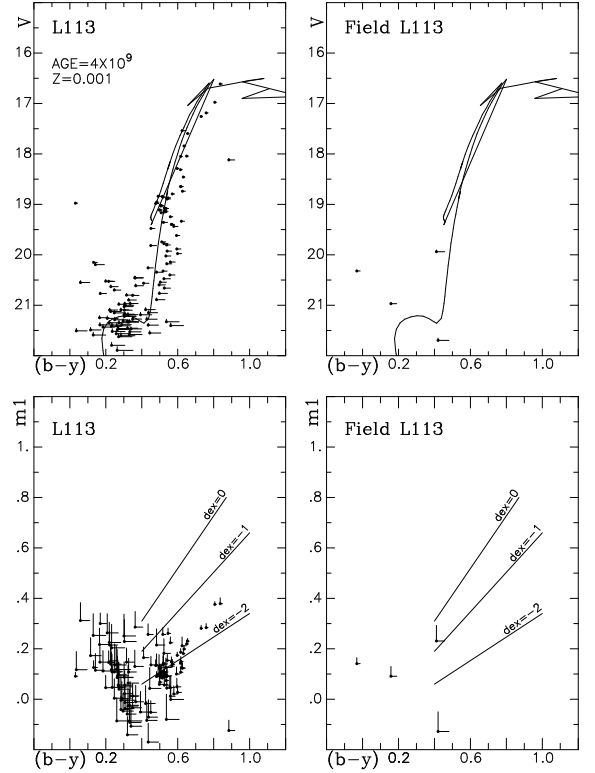 V
L113
AGE=4X10⁹
Z=0.001
16
17
18
19
20
21
(b−y) 0.2 0.6 1.0
V
Field L113
16
17
18
19
20
21
(b−y) 0.2 0.6 1.0
m1
L113
1.
.8
.6
.4
.2
.0
dex=0
dex=−1
dex=−2
(b−y) 0.2 0.6 1.0
m1
Field L113
1.
.8
.6
.4
.2
.0
dex=0
dex=−1
dex=−2
(b−y) 0.2 0.6 1.0